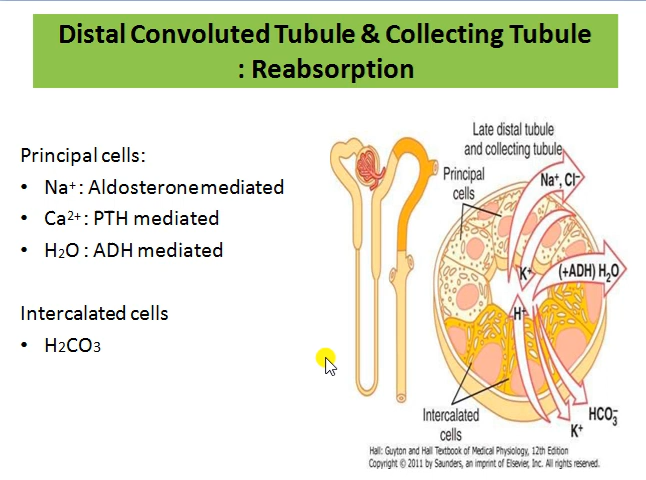 Distal Convoluted Tubule & Collecting Tubule
: Reabsorption
Principal cells:
• Na⁺ : Aldosterone mediated
• Ca²⁺ : PTH mediated
• H₂O : ADH mediated
Intercalated cells
• H₂CO₃
Late distal tubule
and collecting tubule
Principal
cells
Na⁺, Cl⁻
K⁺
(+ADH) H₂O
H⁺
Intercalated
cells
K⁺
HCO₃⁻
Hall: Guyton and Hall Textbook of Medical Physiology, 12th Edition
Copyright © 2011 by Saunders, an imprint of Elsevier, Inc. All rights reserved.